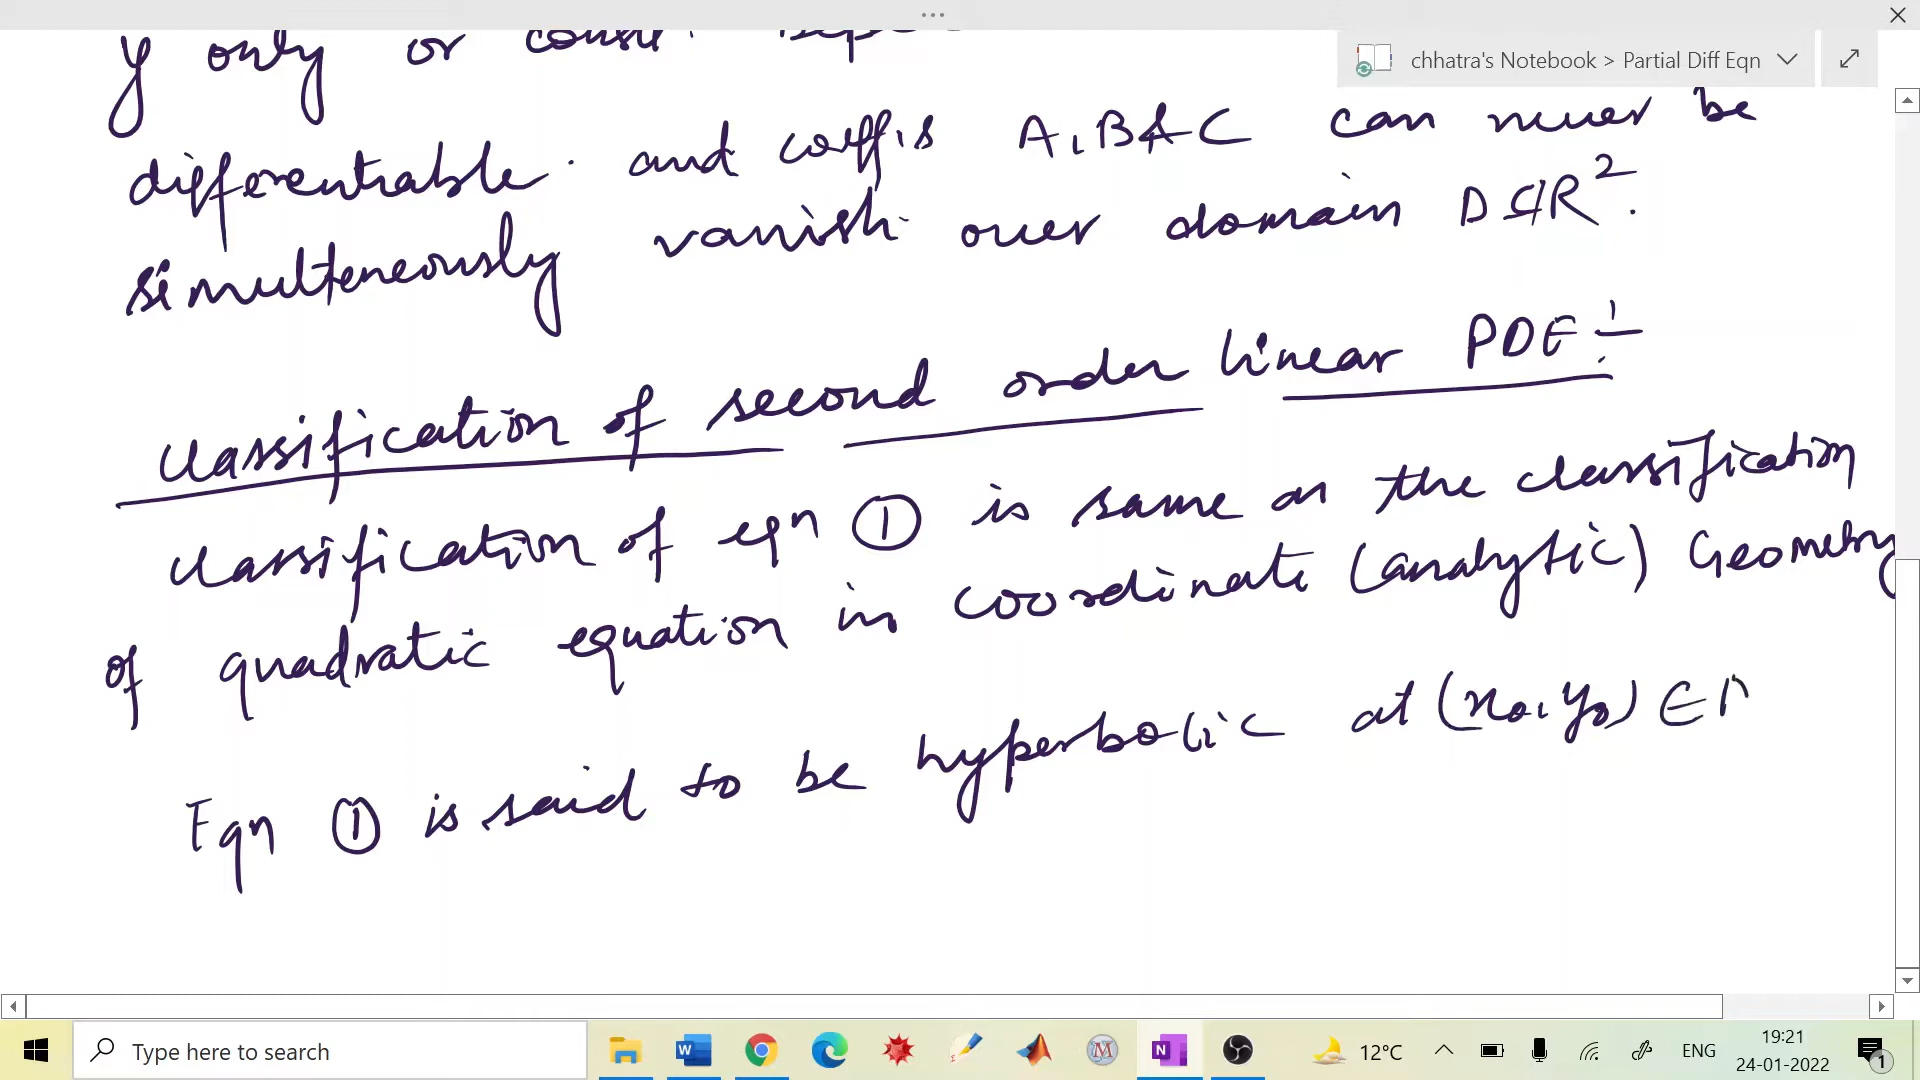 y only or const.
chhatra's Notebook > Partial Diff Eqn
differentiable. and coeff.s A, B & C can never be
simulteneously vanish. over domain D ⊆ R².
Classification of second order linear PDE :-
Classification of eqn ① is same as the classification
of quadratic equation in coordinate (analytic) Geometry
Eqn ① is said to be hyperbolic at (x₀, y₀) ∈
Type here to search
12°C
ENG
19:21
24-01-2022
1